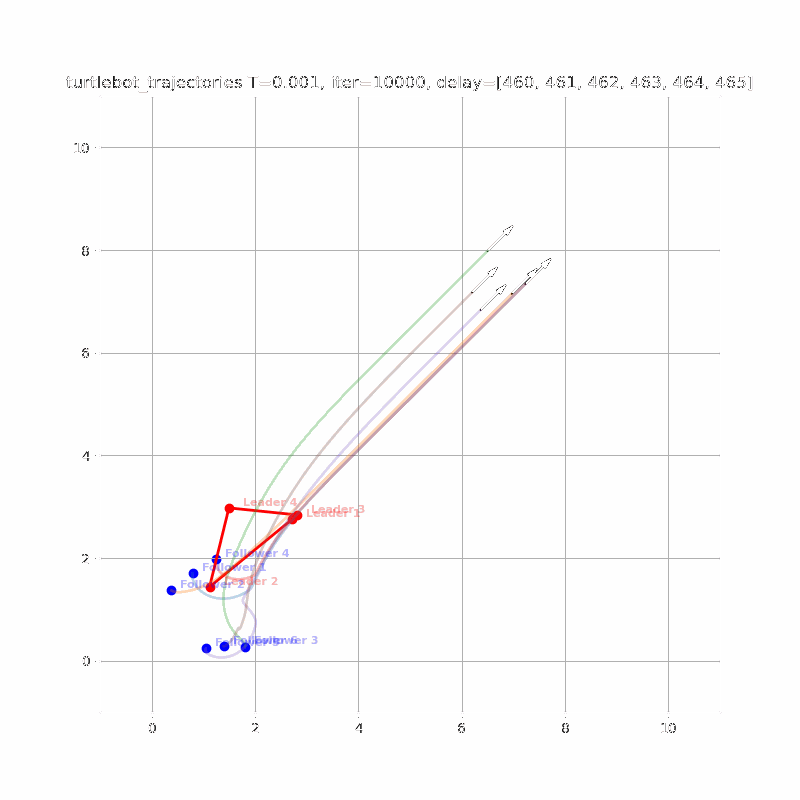 turtlebot_trajectories T=0.001, iter=10000, delay=[460, 461, 462, 463, 464, 465]
10
8
Leader 4
Leader 3
Leader 1
4
Follower 4
2
Follower 1
Leader 2
Follower 2
Follower 3
0
0
2
4
6
8
10
6